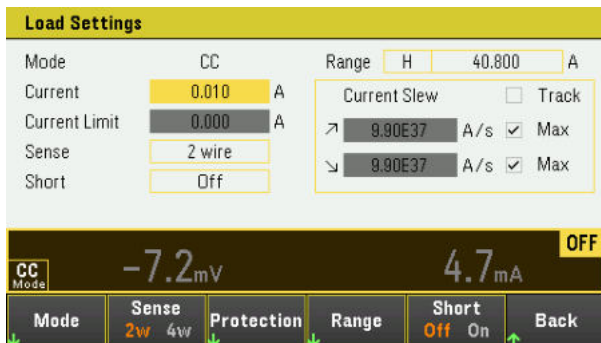 Load Settings
Mode CC Range H 40.800 A
Current 0.010 A Current Slew Track
Current Limit 0.000 A 9.90E37 A/s Max
Sense 2 wire 9.90E37 A/s Max
Short Off
OFF
CC Mode -7.2mV 4.7mA
Mode Sense 2w 4w Protection Range Short Off On Back